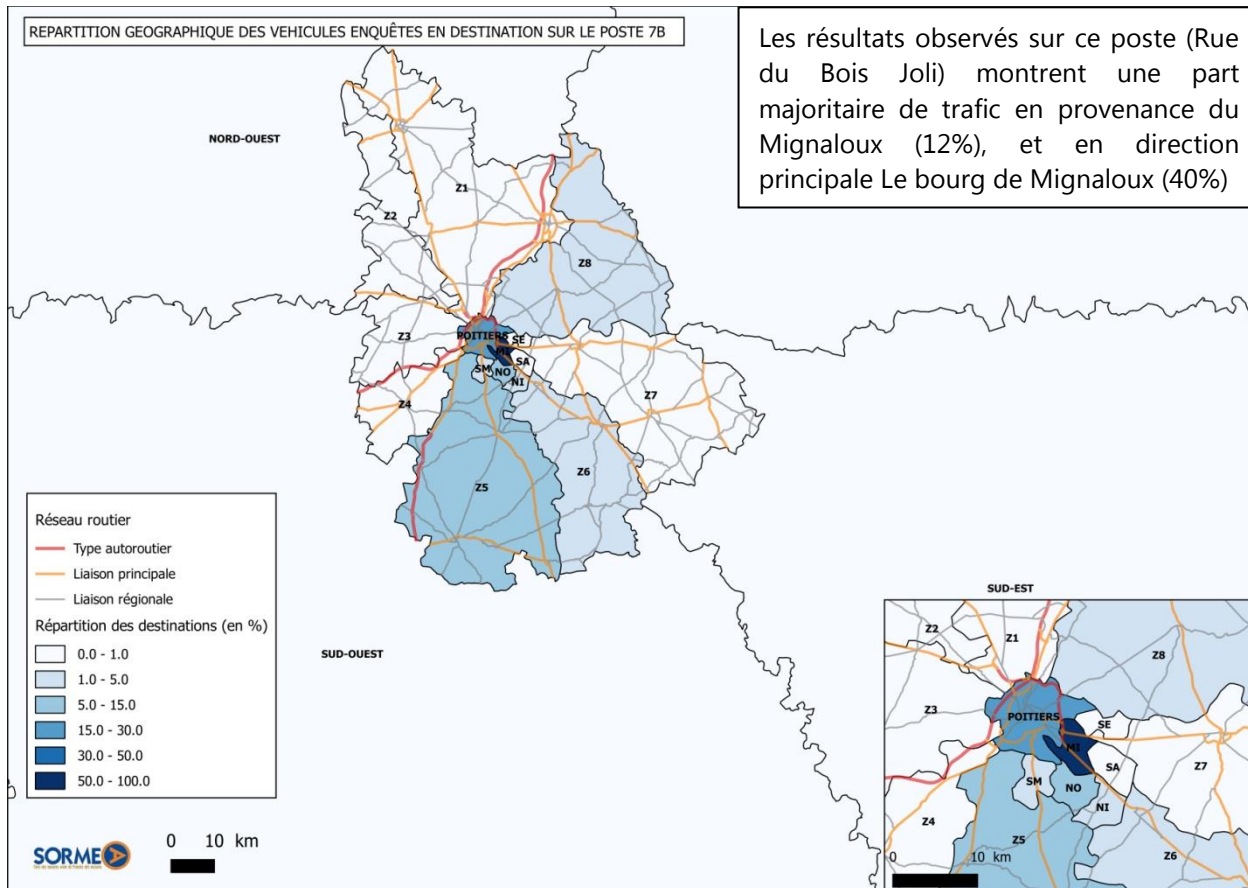 REPARTITION GEOGRAPHIQUE DES VEHICULES ENQUÊTES EN DESTINATION SUR LE POSTE 7B
Les résultats observés sur ce poste (Rue
du Bois Joli) montrent une part
majoritaire de trafic en provenance du
Mignaloux (12%), et en direction
principale Le bourg de Mignaloux (40%)
NORD-OUEST
Z1
Z2
Z8
Z3
POITIERS
SE
MI
SA
SM
NO
NI
Z4
Z7
Z6
Z5
Réseau routier
Type autoroutier
Liaison principale
Liaison régionale
Répartition des destinations (en %)
0.0 - 1.0
1.0 - 5.0
5.0 - 15.0
15.0 - 30.0
30.0 - 50.0
50.0 - 100.0
SUD-OUEST
SUD-EST
Z2
Z1
Z8
Z3
POITIERS
SE
MI
SA
Z7
SM
NO
NI
Z4
Z5
Z6
0 10 km
SORME
0 10 km